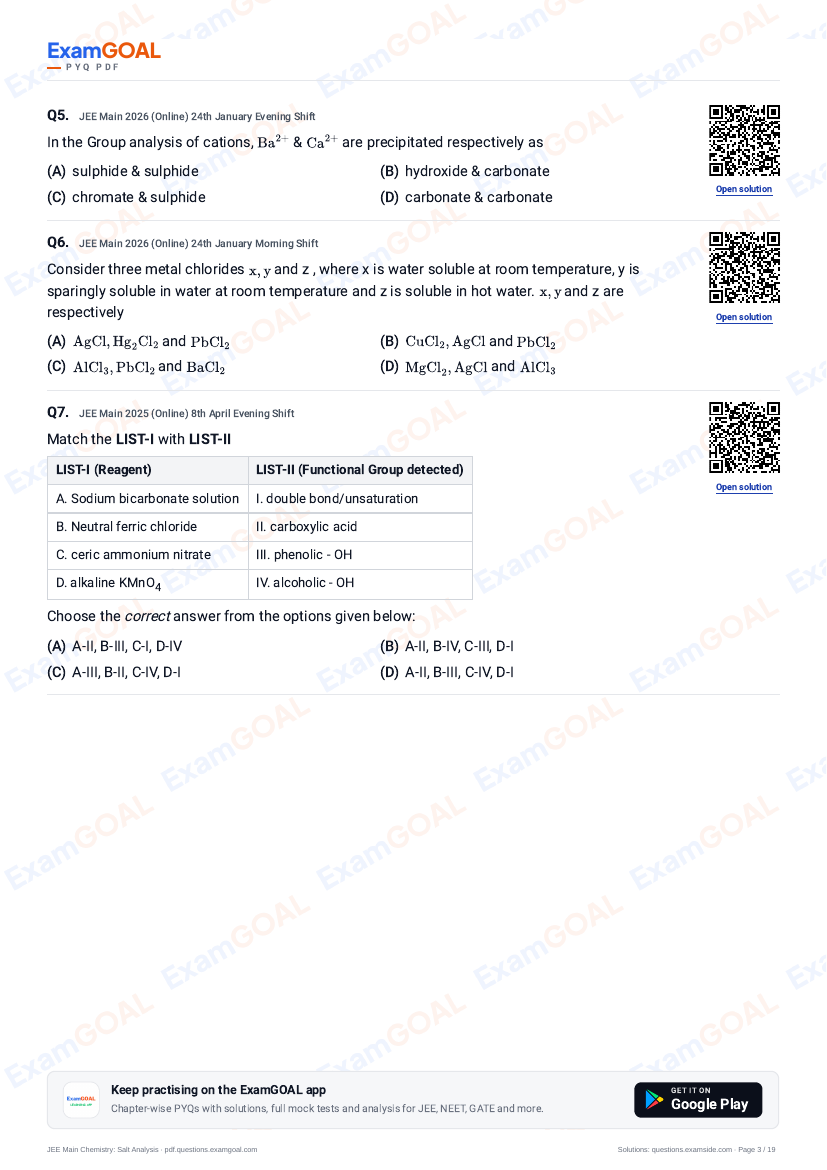 ExamGOAL
PYQ PDF
Q5. JEE Main 2026 (Online) 24th January Evening Shift
In the Group analysis of cations, Ba²⁺ & Ca²⁺ are precipitated respectively as
(A) sulphide & sulphide (B) hydroxide & carbonate
(C) chromate & sulphide (D) carbonate & carbonate
Open solution
Q6. JEE Main 2026 (Online) 24th January Morning Shift
Consider three metal chlorides x, y and z , where x is water soluble at room temperature, y is
sparingly soluble in water at room temperature and z is soluble in hot water. x, y and z are
respectively
(A) AgCl, Hg₂Cl₂ and PbCl₂ (B) CuCl₂, AgCl and PbCl₂
(C) AlCl₃, PbCl₂ and BaCl₂ (D) MgCl₂, AgCl and AlCl₃
Open solution
Q7. JEE Main 2025 (Online) 8th April Evening Shift
Match the LIST-I with LIST-II
LIST-I (Reagent) LIST-II (Functional Group detected)
A. Sodium bicarbonate solution I. double bond/unsaturation
B. Neutral ferric chloride II. carboxylic acid
C. ceric ammonium nitrate III. phenolic - OH
D. alkaline KMnO₄ IV. alcoholic - OH
Open solution
Choose the correct answer from the options given below:
(A) A-II, B-III, C-I, D-IV (B) A-II, B-IV, C-III, D-I
(C) A-III, B-II, C-IV, D-I (D) A-II, B-III, C-IV, D-I
ExamGOAL
Keep practising on the ExamGOAL app
Chapter-wise PYQs with solutions, full mock tests and analysis for JEE, NEET, GATE and more.
GET IT ON
Google Play
JEE Main Chemistry: Salt Analysis · pdf.questions.examgoal.com Solutions: questions.examside.com · Page 3 / 19